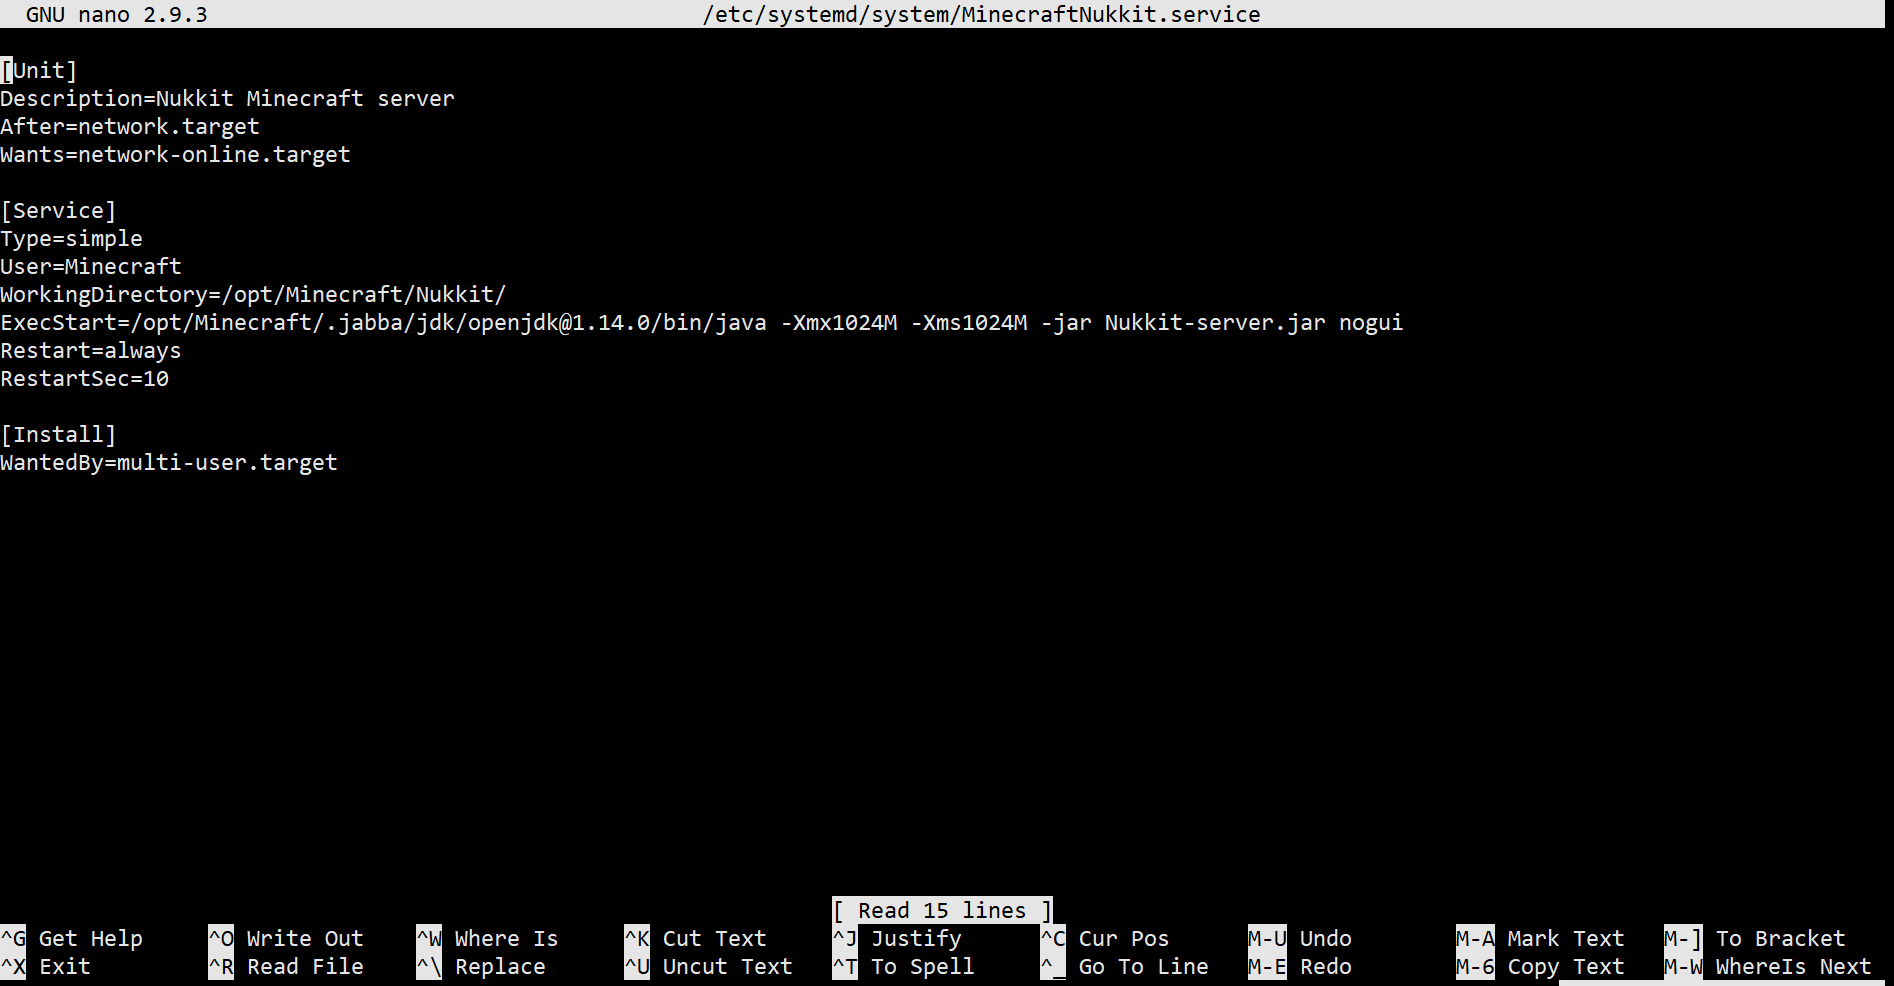 GNU nano 2.9.3 /etc/systemd/system/MinecraftNukkit.service
[Unit]
Description=Nukkit Minecraft server
After=network.target
Wants=network-online.target
[Service]
Type=simple
User=Minecraft
WorkingDirectory=/opt/Minecraft/Nukkit/
ExecStart=/opt/Minecraft/.jabba/jdk/openjdk@1.14.0/bin/java -Xmx1024M -Xms1024M -jar Nukkit-server.jar nogui
Restart=always
RestartSec=10
[Install]
WantedBy=multi-user.target
[ Read 15 lines ]
^G Get Help ^O Write Out ^W Where Is ^K Cut Text ^J Justify ^C Cur Pos M-U Undo M-A Mark Text M-] To Bracket
^X Exit ^R Read File ^\ Replace ^U Uncut Text ^T To Spell ^_ Go To Line M-E Redo M-6 Copy Text M-W WhereIs Next